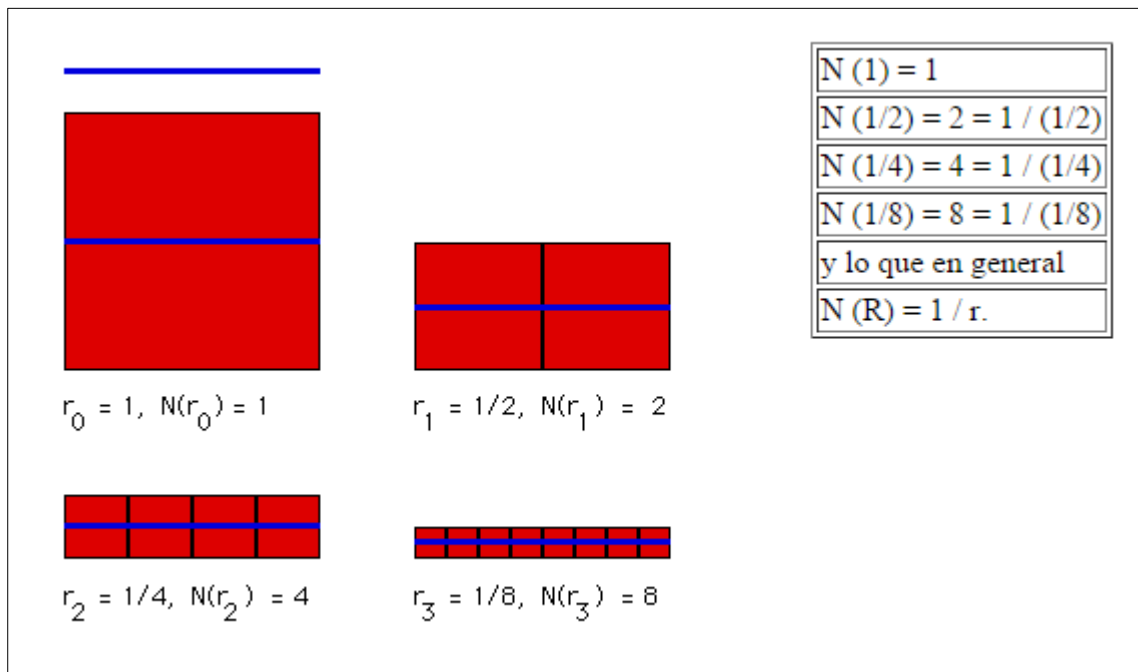 N (1) = 1
N (1/2) = 2 = 1 / (1/2)
N (1/4) = 4 = 1 / (1/4)
N (1/8) = 8 = 1 / (1/8)
y lo que en general
N (R) = 1 / r.
r₀ = 1, N(r₀) = 1
r₁ = 1/2, N(r₁) = 2
r₂ = 1/4, N(r₂) = 4
r₃ = 1/8, N(r₃) = 8